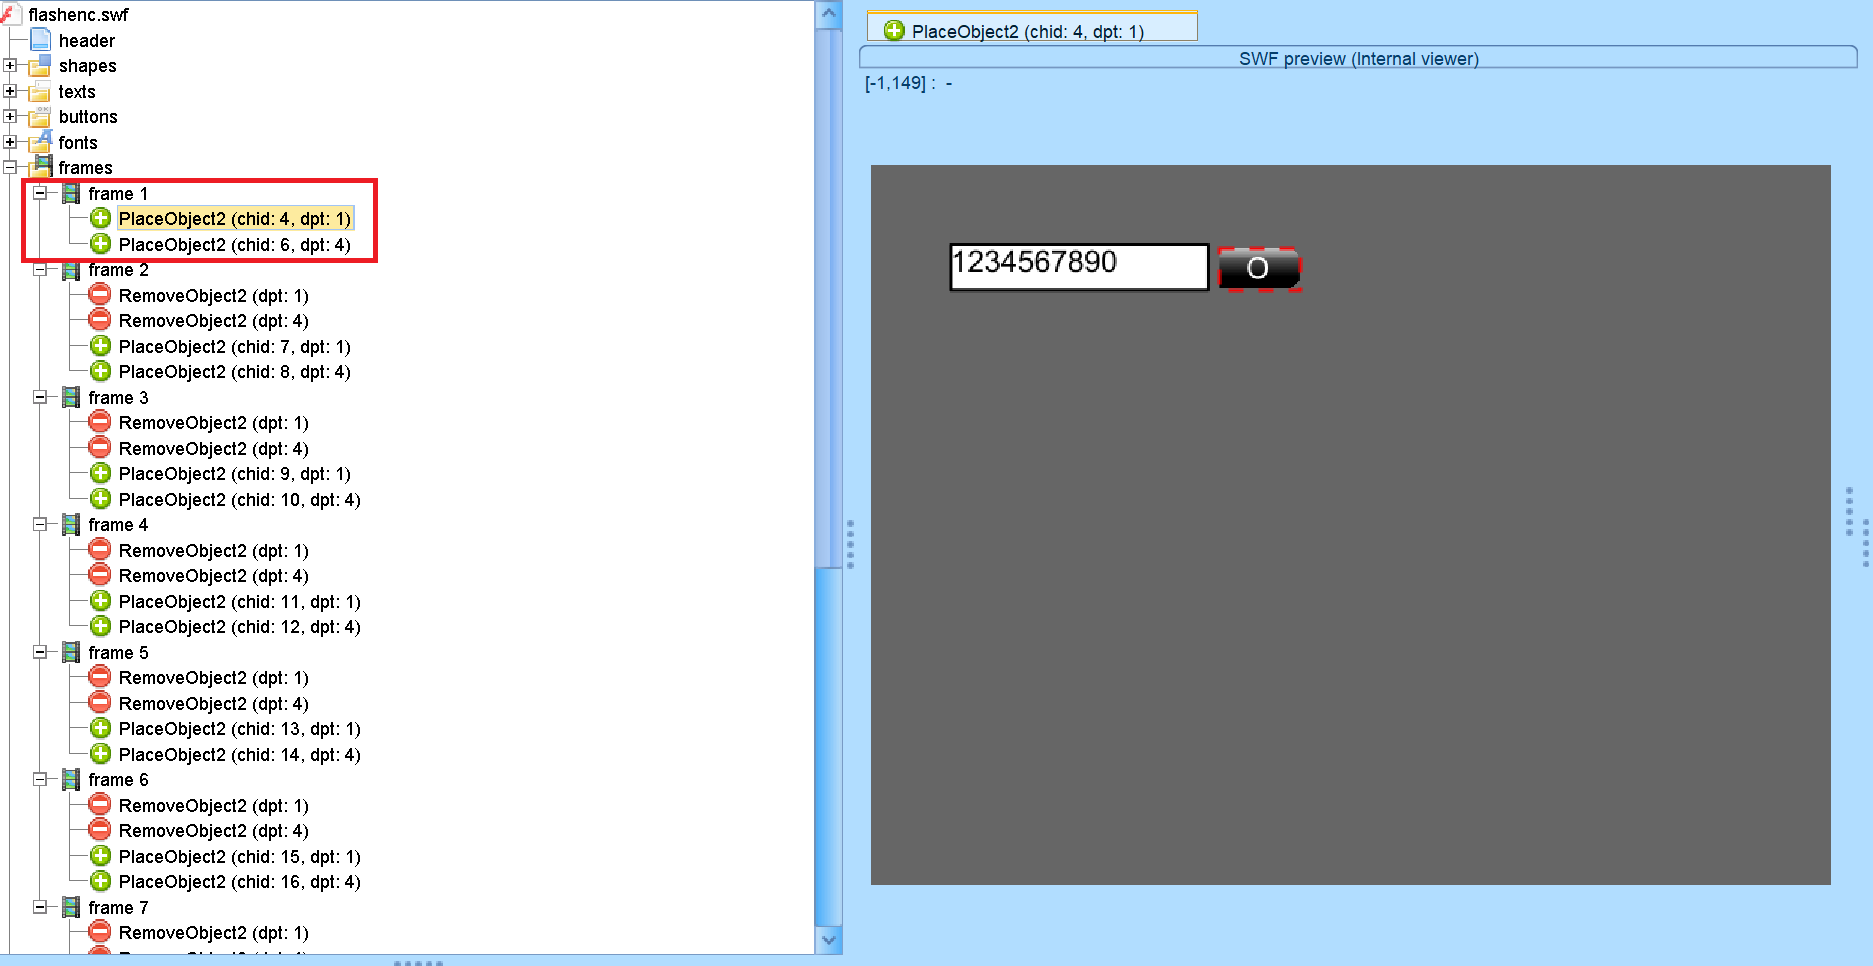 flashenc.swf
header
shapes
texts
buttons
fonts
frames
frame 1
PlaceObject2 (chid: 4, dpt: 1)
PlaceObject2 (chid: 6, dpt: 4)
frame 2
RemoveObject2 (dpt: 1)
RemoveObject2 (dpt: 4)
PlaceObject2 (chid: 7, dpt: 1)
PlaceObject2 (chid: 8, dpt: 4)
frame 3
RemoveObject2 (dpt: 1)
RemoveObject2 (dpt: 4)
PlaceObject2 (chid: 9, dpt: 1)
PlaceObject2 (chid: 10, dpt: 4)
frame 4
RemoveObject2 (dpt: 1)
RemoveObject2 (dpt: 4)
PlaceObject2 (chid: 11, dpt: 1)
PlaceObject2 (chid: 12, dpt: 4)
frame 5
RemoveObject2 (dpt: 1)
RemoveObject2 (dpt: 4)
PlaceObject2 (chid: 13, dpt: 1)
PlaceObject2 (chid: 14, dpt: 4)
frame 6
RemoveObject2 (dpt: 1)
RemoveObject2 (dpt: 4)
PlaceObject2 (chid: 15, dpt: 1)
PlaceObject2 (chid: 16, dpt: 4)
frame 7
RemoveObject2 (dpt: 1)
PlaceObject2 (chid: 4, dpt: 1)
SWF preview (Internal viewer)
[-1,149] : -
1234567890
O